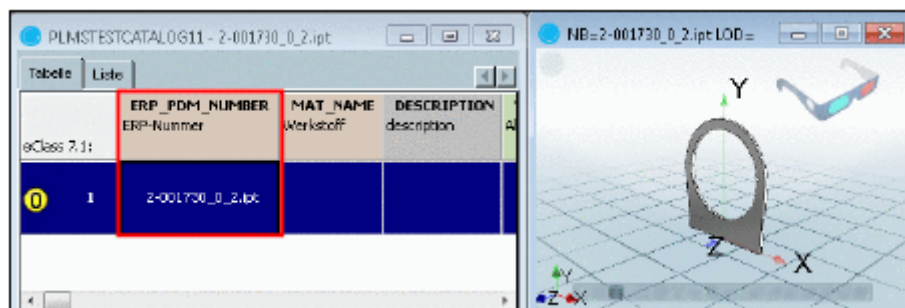 PLMSTESTCATALOG11 - 2-001730_0_2.ipt
Tabelle Liste
ERP_PDM_NUMBER MAT_NAME DESCRIPTION
ERP-Nummer Werkstoff description
eClass 7.1:
1 2-001730_0_2.ipt
NB=2-001730_0_2.ipt LOD=
Y
Z X
Y
Z X